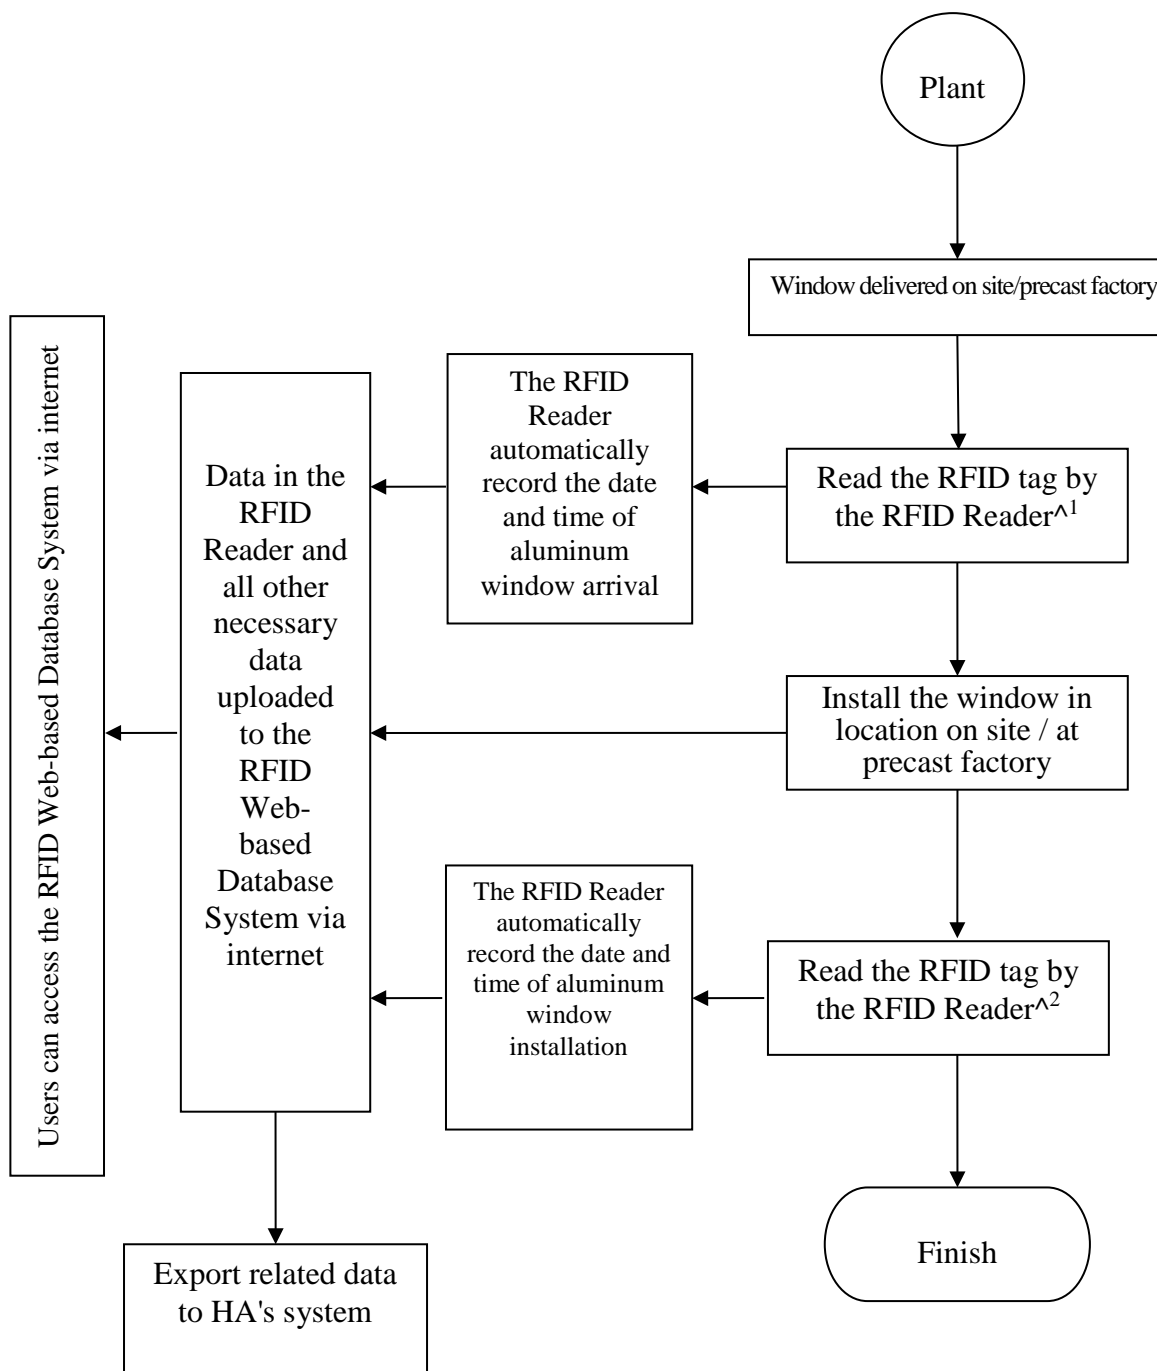 Plant
Window delivered on site/precast factory
Users can access the RFID Web-based Database System via internet
Data in the
RFID
Reader and
all other
necessary
data
uploaded
to the
RFID
Web-
based
Database
System via
internet
The RFID
Reader
automatically
record the date
and time of
aluminum
window arrival
Read the RFID tag by
the RFID Reader^1
Install the window in
location on site / at
precast factory
The RFID Reader
automatically
record the date and
time of aluminum
window
installation
Read the RFID tag by
the RFID Reader^2
Finish
Export related data
to HA's system